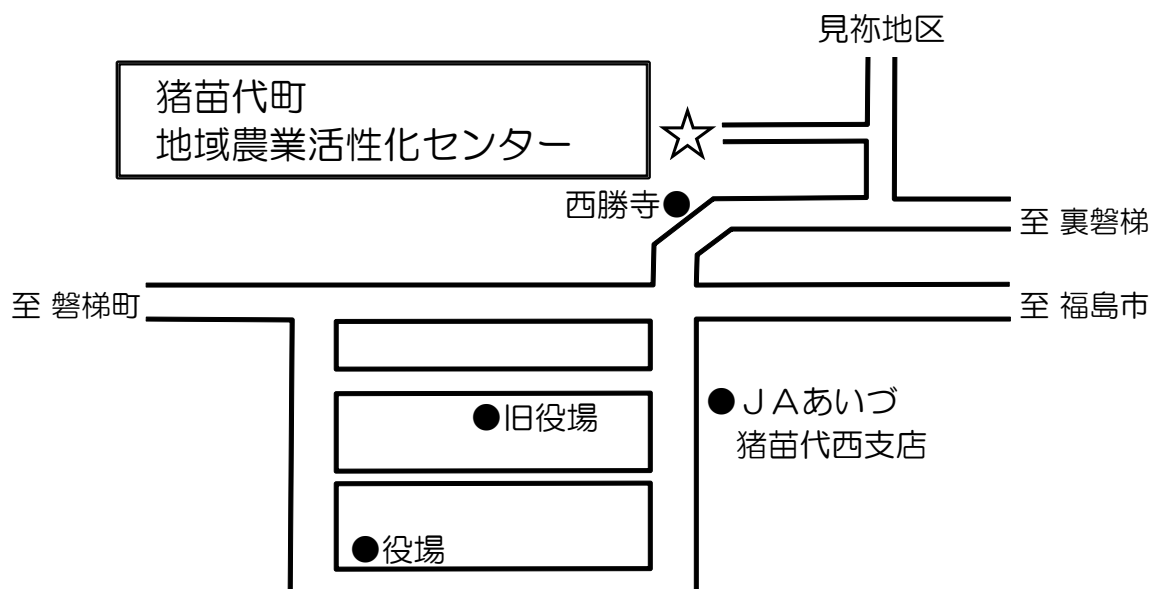 見祢地区
猪苗代町
地域農業活性化センター
西勝寺
至 裏磐梯
至 磐梯町
至 福島市
ＪＡあいづ
猪苗代西支店
旧役場
役場